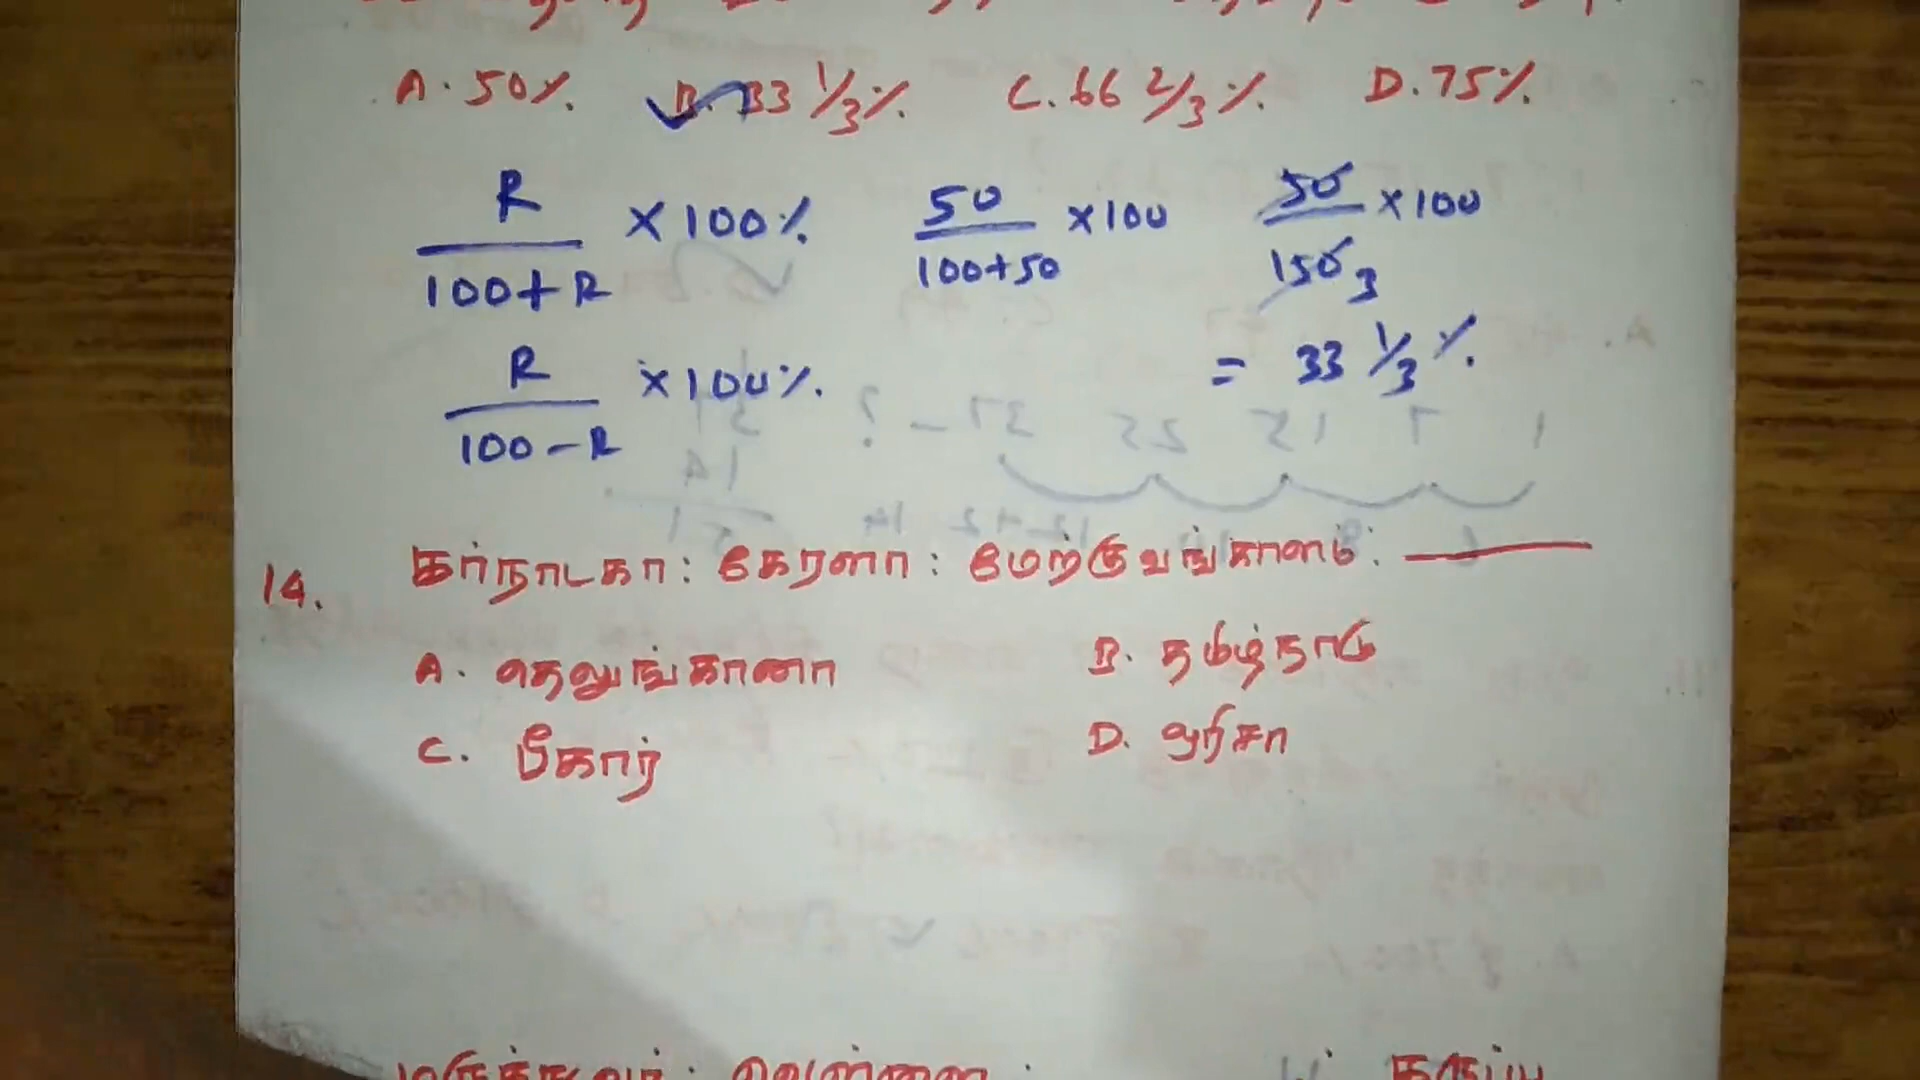 A. 50% B. 33 1/3% C. 66 2/3 % D. 75%
R / 100+R × 100% 50 / 100+50 ×100 50 / 150 3 ×100
= 33 1/3 %
R / 100-R ×100%
14. கர்நாடகா : கேரளா : மேற்குவங்காளம் : ______
A. தெலுங்கானா B. தமிழ்நாடு
C. பீகார் D. ஒரிசா